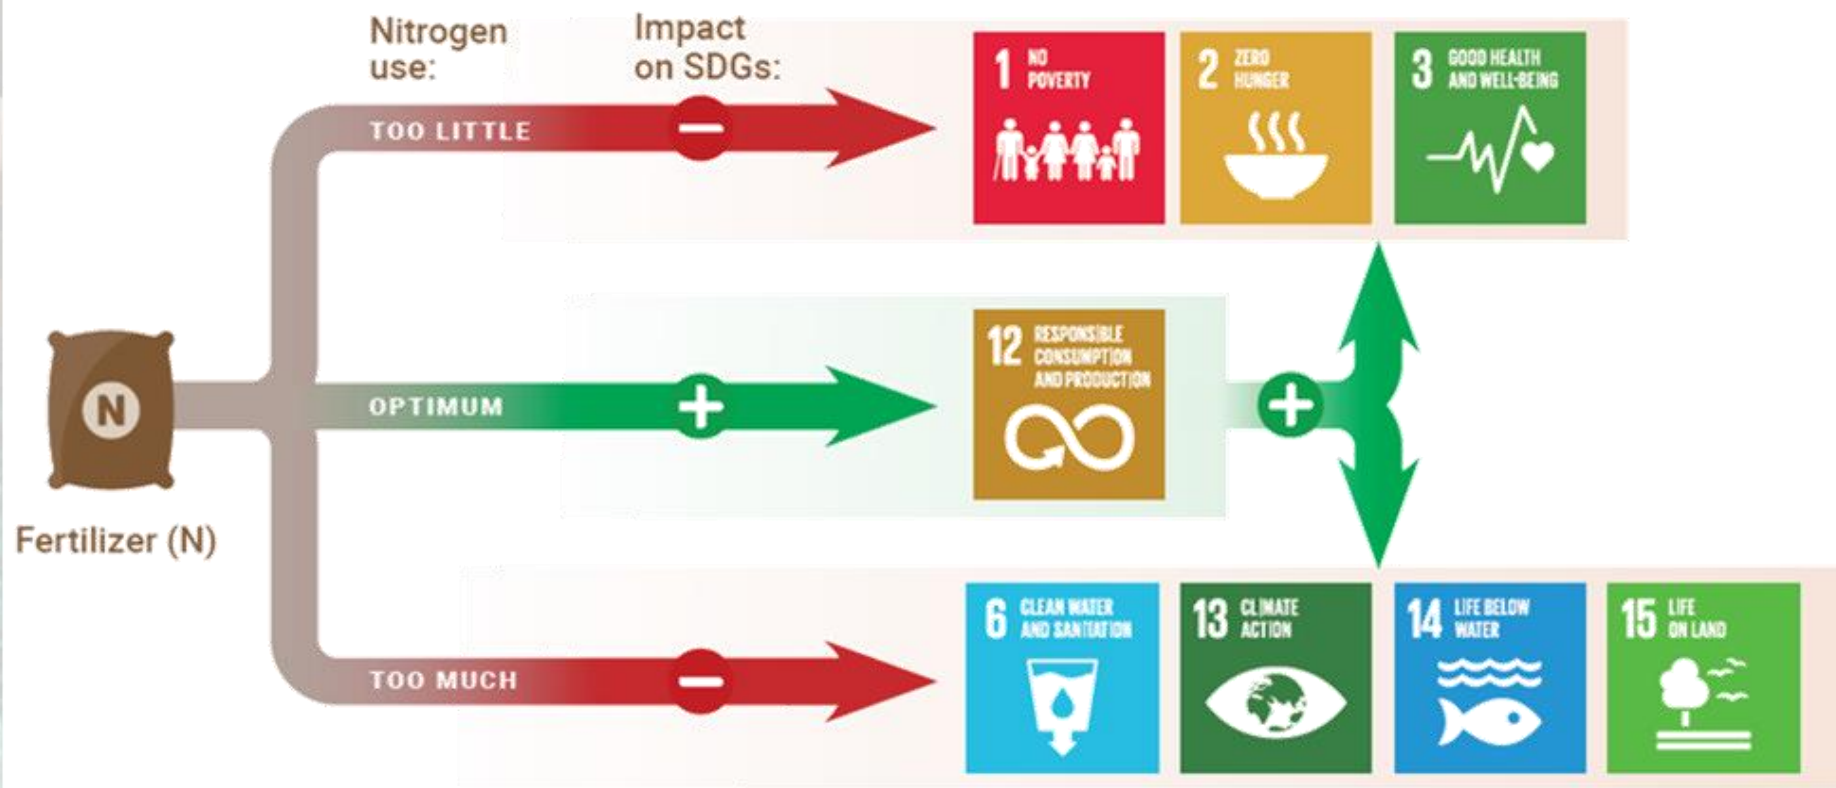 Nitrogen
use:
Impact
on SDGs:
TOO LITTLE
1 NO
POVERTY
2 ZERO
HUNGER
3 GOOD HEALTH
AND WELL-BEING
N
Fertilizer (N)
OPTIMUM
12 RESPONSIBLE
CONSUMPTION
AND PRODUCTION
TOO MUCH
6 CLEAN WATER
AND SANITATION
13 CLIMATE
ACTION
14 LIFE BELOW
WATER
15 LIFE
ON LAND